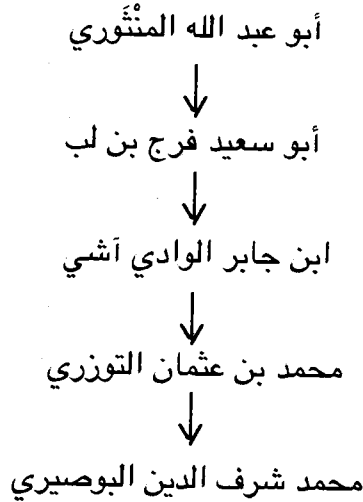 أبو عبد الله المنْتَوري
أبو سعيد فرج بن لب
ابن جابر الوادي آشي
محمد بن عثمان التوزري
محمد شرف الدين البوصيري